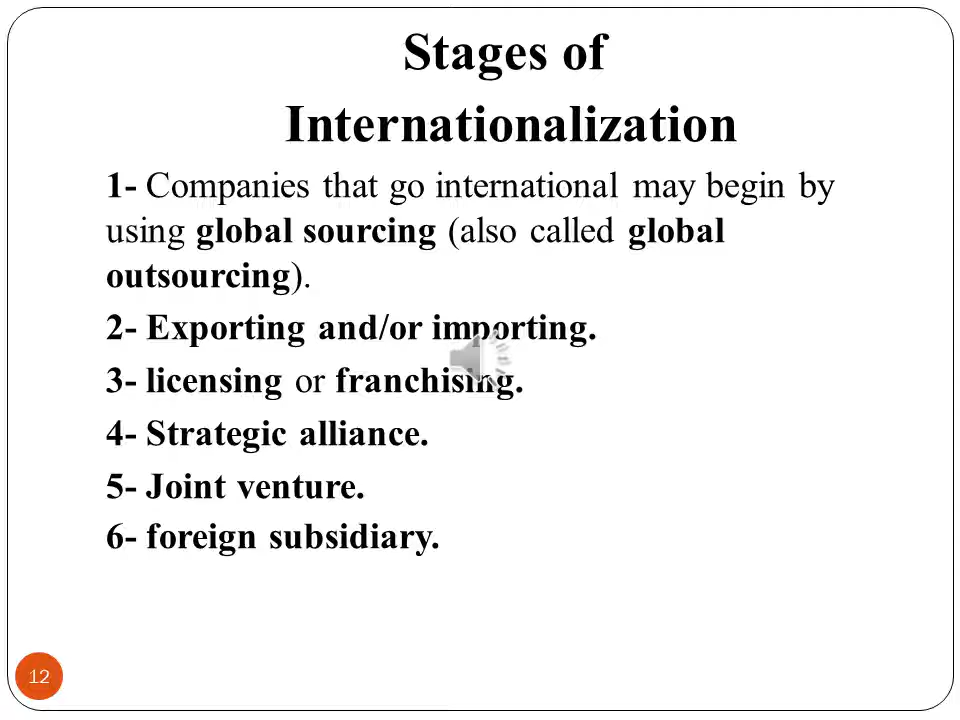 Stages of
Internationalization
1- Companies that go international may begin by
using global sourcing (also called global
outsourcing).
2- Exporting and/or importing.
3- licensing or franchising.
4- Strategic alliance.
5- Joint venture.
6- foreign subsidiary.
12